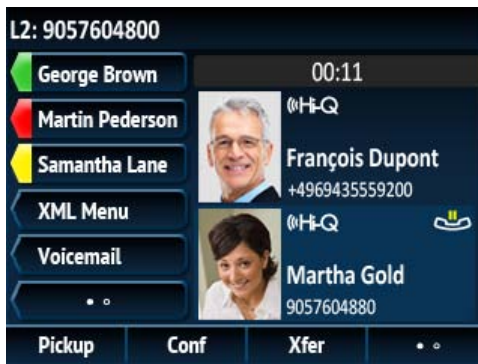 L2: 9057604800
George Brown
Martin Pederson
Samantha Lane
XML Menu
Voicemail
00:11
Hi-Q
François Dupont
+4969435559200
Hi-Q
Martha Gold
9057604880
Pickup Conf Xfer